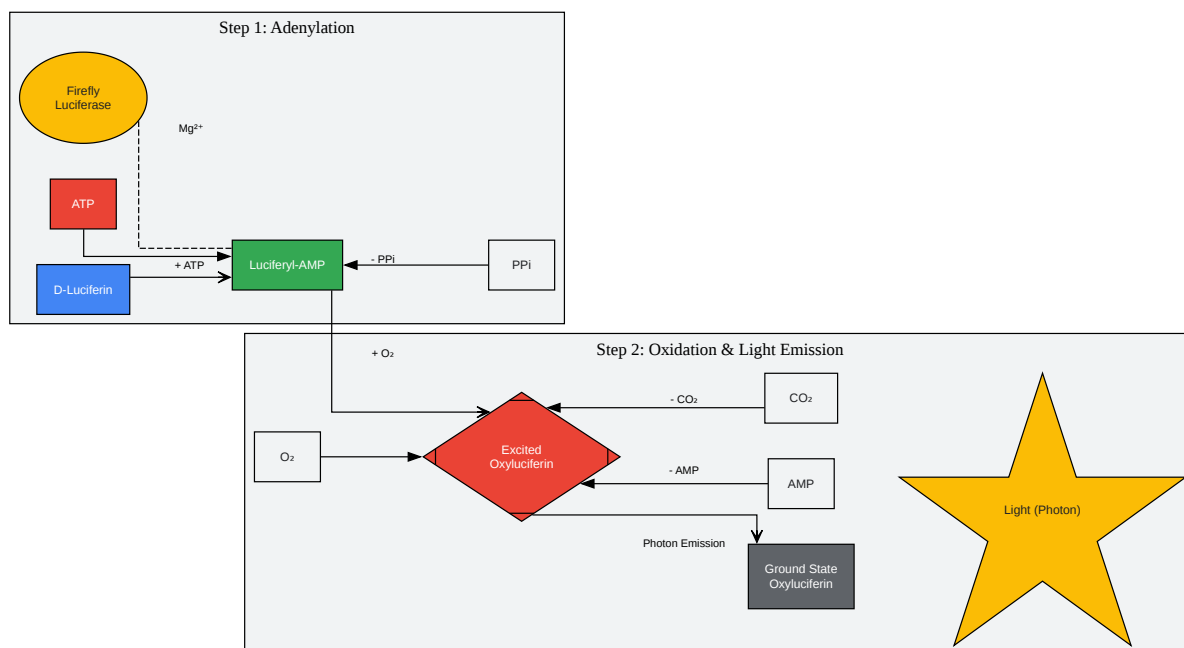 Step 1: Adenylation
Firefly
Luciferase
Mg²⁺
ATP
+ ATP
D-Luciferin
Luciferyl-AMP
- PPi
PPi
Step 2: Oxidation & Light Emission
+ O₂
- CO₂
CO₂
O₂
Excited
Oxyluciferin
- AMP
AMP
Light (Photon)
Photon Emission
Ground State
Oxyluciferin